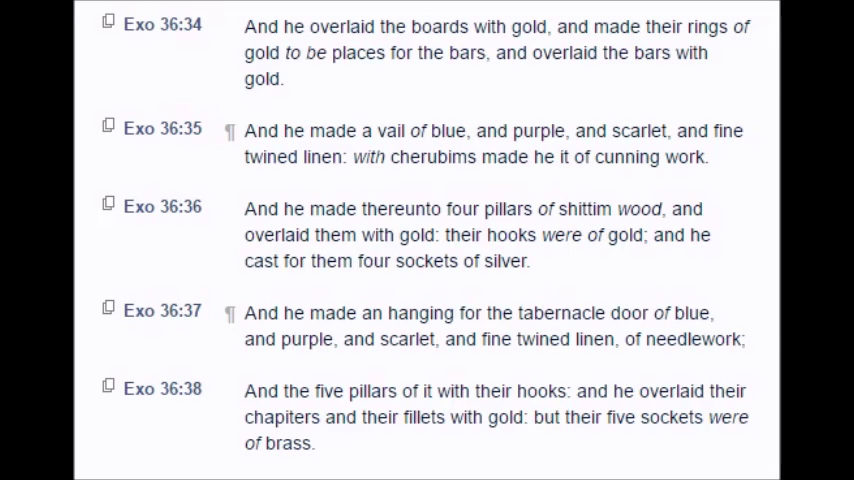 Exo 36:34 And he overlaid the boards with gold, and made their rings of
gold to be places for the bars, and overlaid the bars with
gold.
Exo 36:35 ¶ And he made a vail of blue, and purple, and scarlet, and fine
twined linen: with cherubims made he it of cunning work.
Exo 36:36 And he made thereunto four pillars of shittim wood, and
overlaid them with gold: their hooks were of gold; and he
cast for them four sockets of silver.
Exo 36:37 ¶ And he made an hanging for the tabernacle door of blue,
and purple, and scarlet, and fine twined linen, of needlework;
Exo 36:38 And the five pillars of it with their hooks: and he overlaid their
chapiters and their fillets with gold: but their five sockets were
of brass.